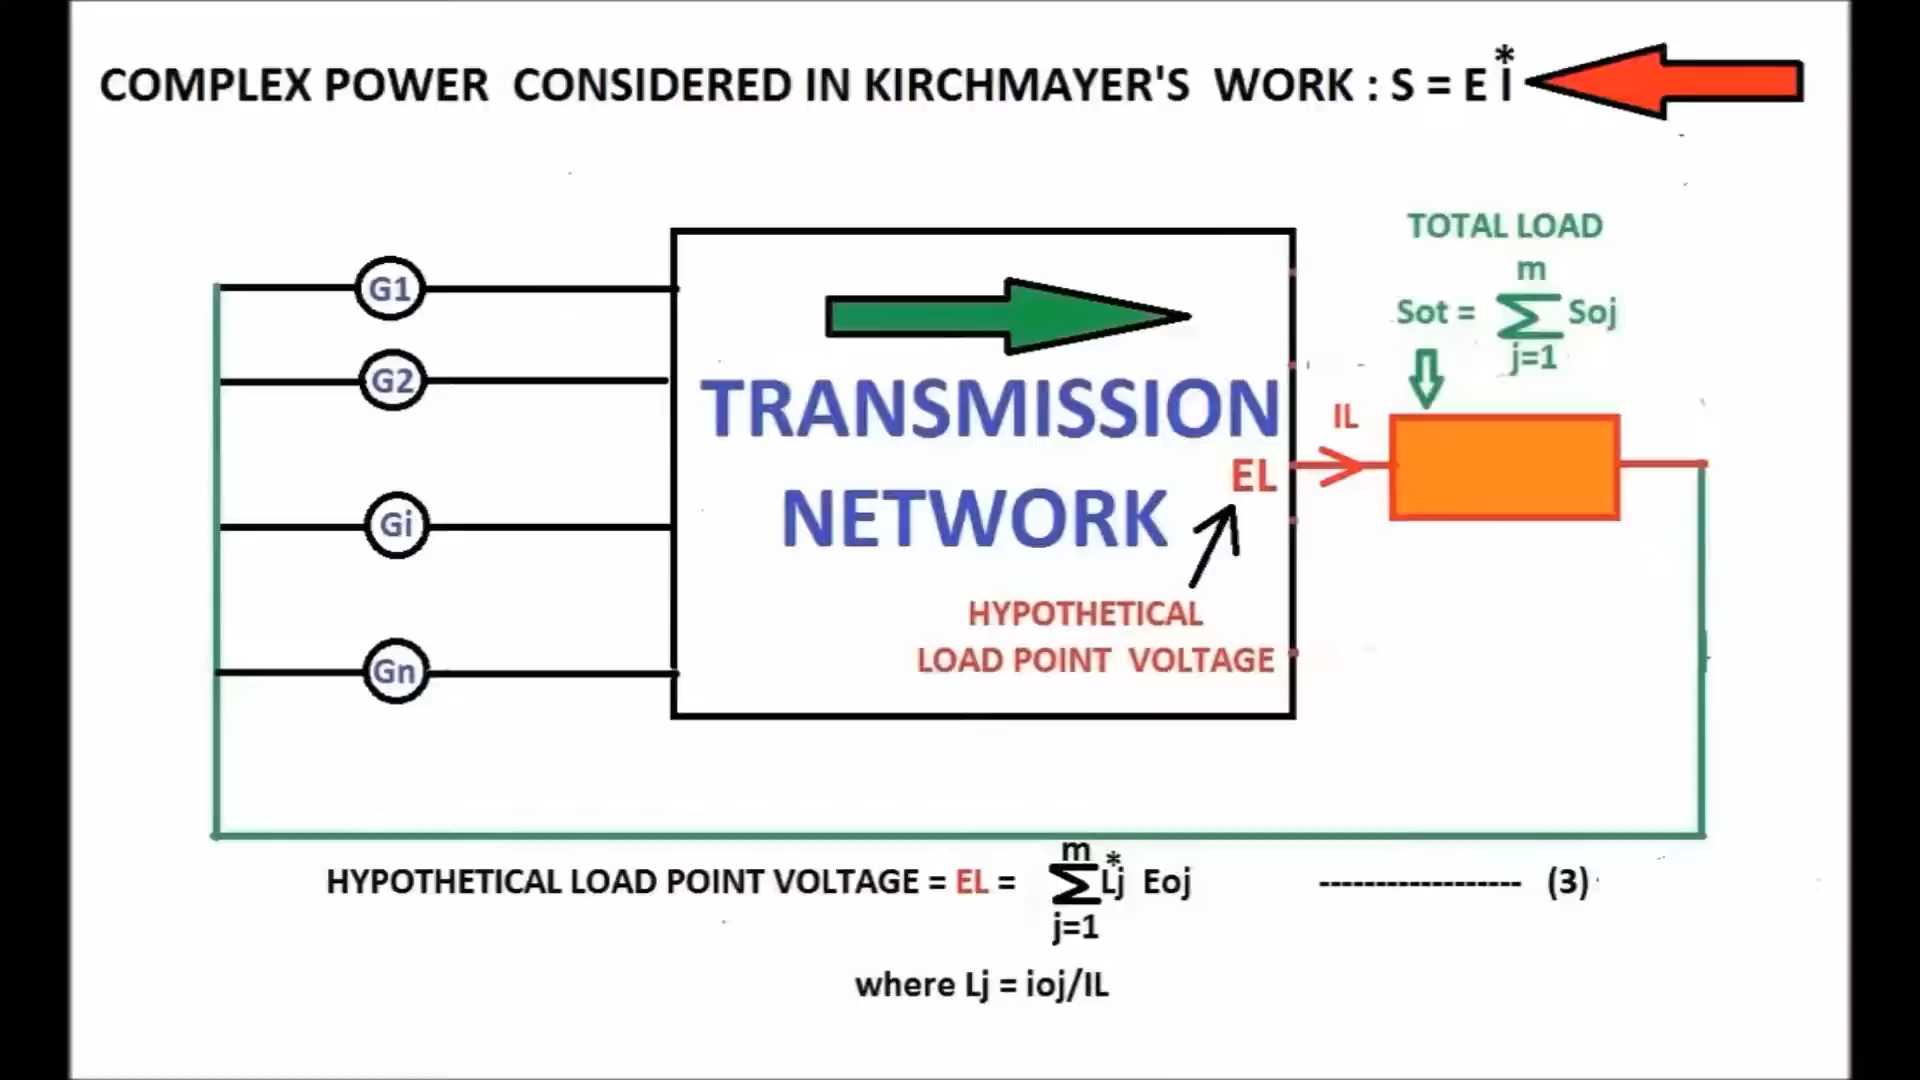 COMPLEX POWER CONSIDERED IN KIRCHMAYER'S WORK : S = E I*
TOTAL LOAD
m
Sot = ∑ Soj
j=1
G1
G2
Gi
Gn
TRANSMISSION
NETWORK
EL
IL
HYPOTHETICAL
LOAD POINT VOLTAGE
m
HYPOTHETICAL LOAD POINT VOLTAGE = EL = ∑ Lj* Eoj ------------------ (3)
j=1
where Lj = ioj/IL